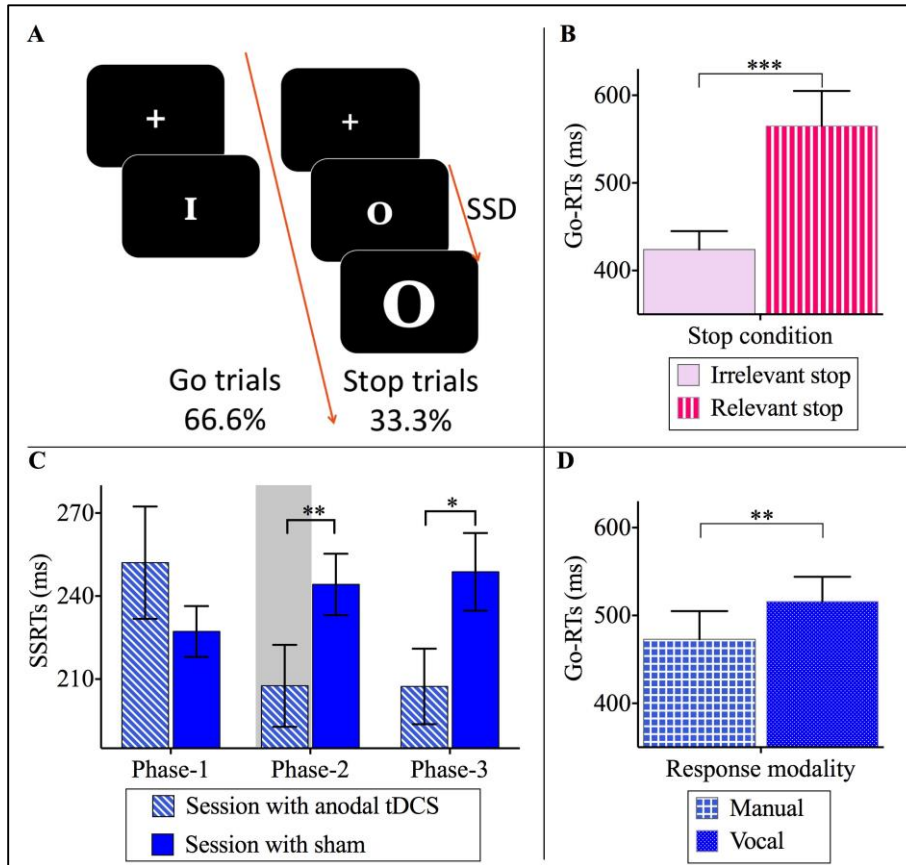 A
+
I
+
o
O
SSD
Go trials
66.6%
Stop trials
33.3%
B
***
600
500
400
Go-RTs (ms)
Stop condition
Irrelevant stop
Relevant stop
C
270
240
210
SSRTs (ms)
**
*
Phase-1
Phase-2
Phase-3
Session with anodal tDCS
Session with sham
D
**
600
500
400
Go-RTs (ms)
Response modality
Manual
Vocal